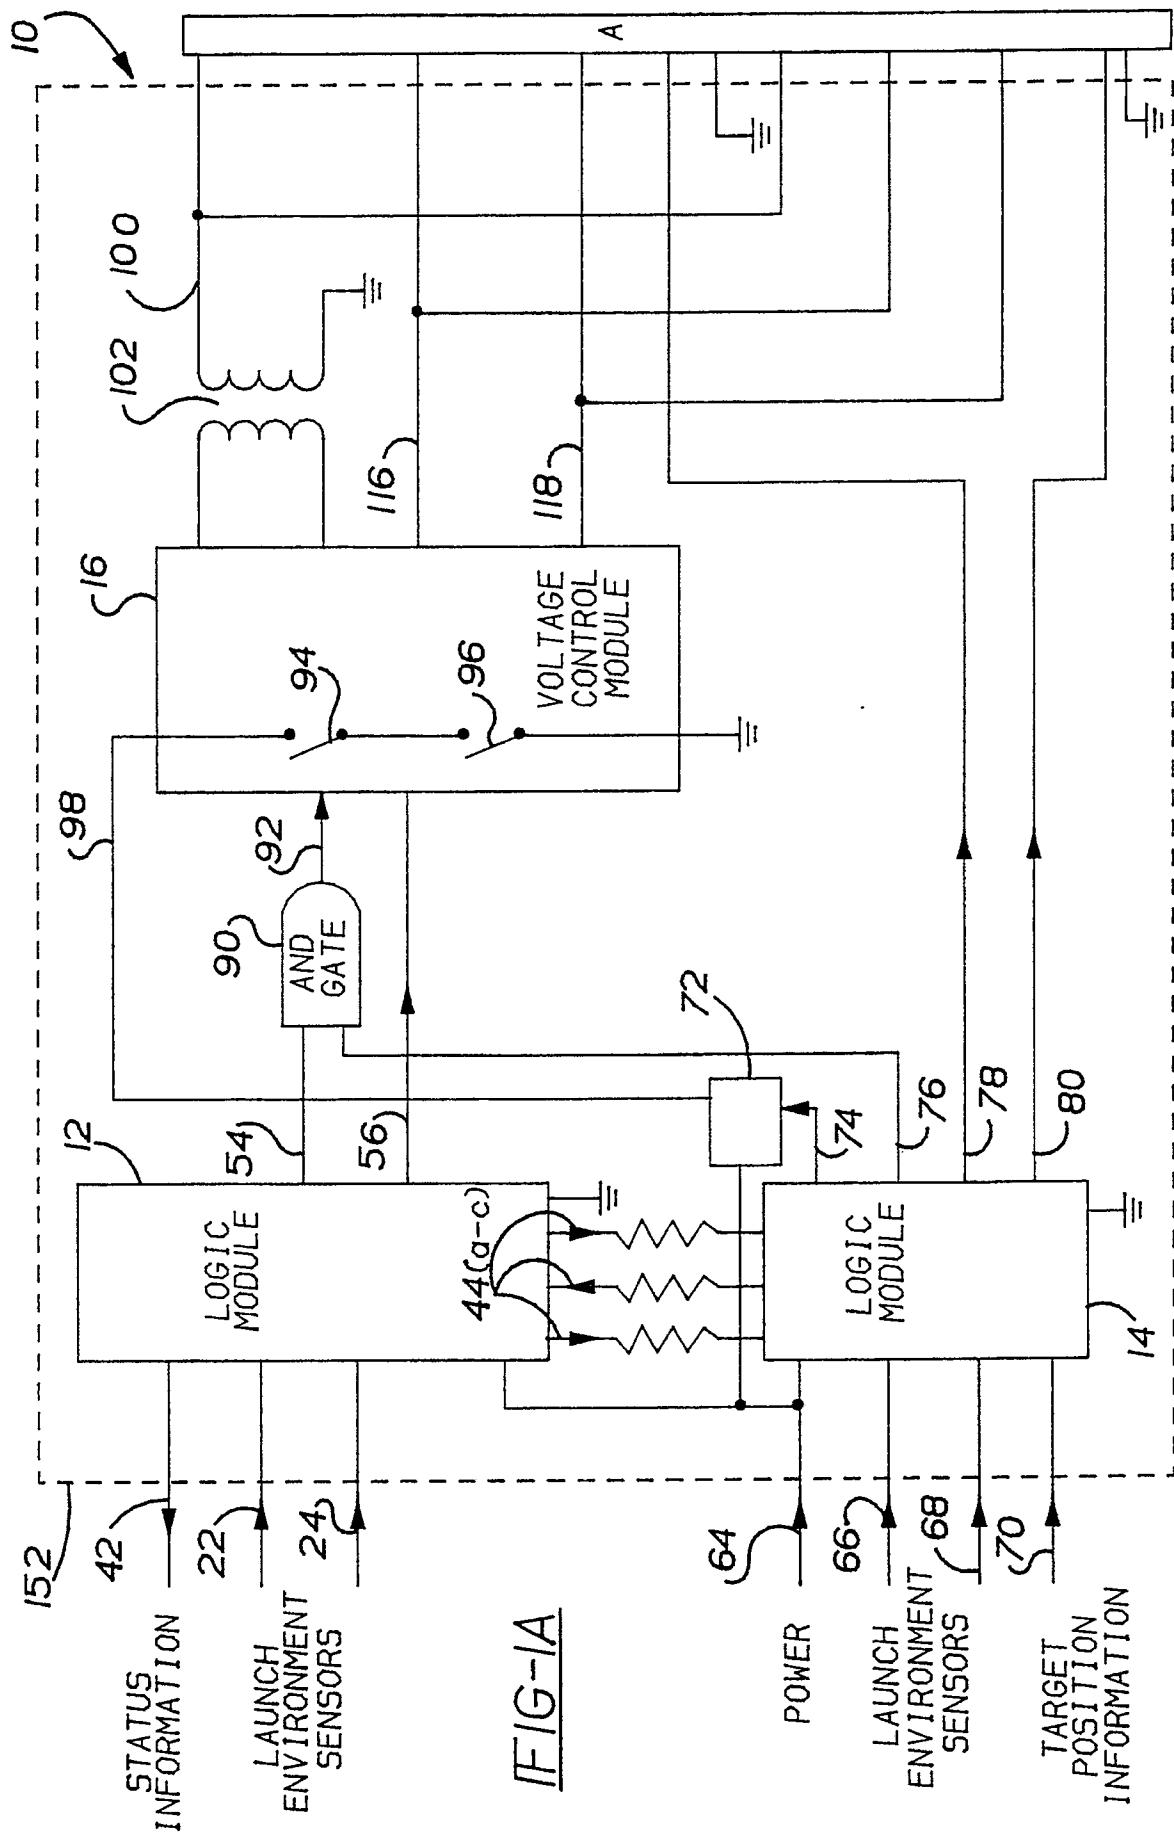 10
A
152
42
22
24
STATUS
INFORMATION
LAUNCH
ENVIRONMENT
SENSORS
12
LOGIC
MODULE
54
56
44(a-c)
90
AND
GATE
92
98
16
94
96
VOLTAGE
CONTROL
MODULE
102
100
116
118
FIG-1A
POWER
64
LAUNCH
ENVIRONMENT
SENSORS
66
68
TARGET
POSITION
INFORMATION
70
LOGIC
MODULE
14
72
74
76
78
80